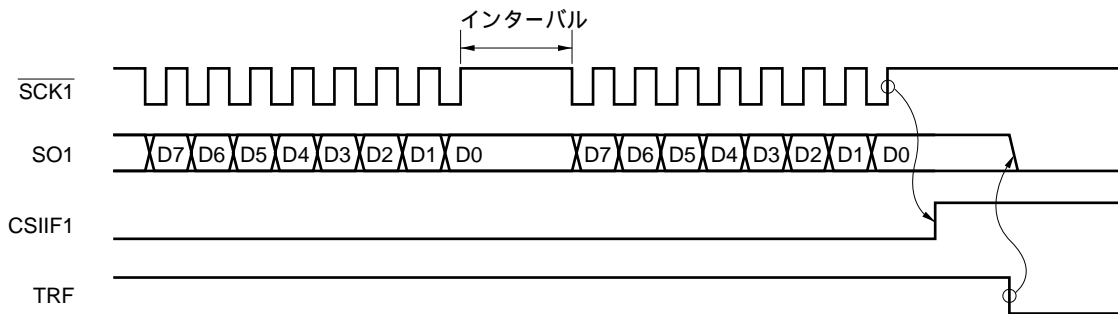 インターバル
SCK1
SO1 D7 D6 D5 D4 D3 D2 D1 D0 D7 D6 D5 D4 D3 D2 D1 D0
CSIIF1
TRF